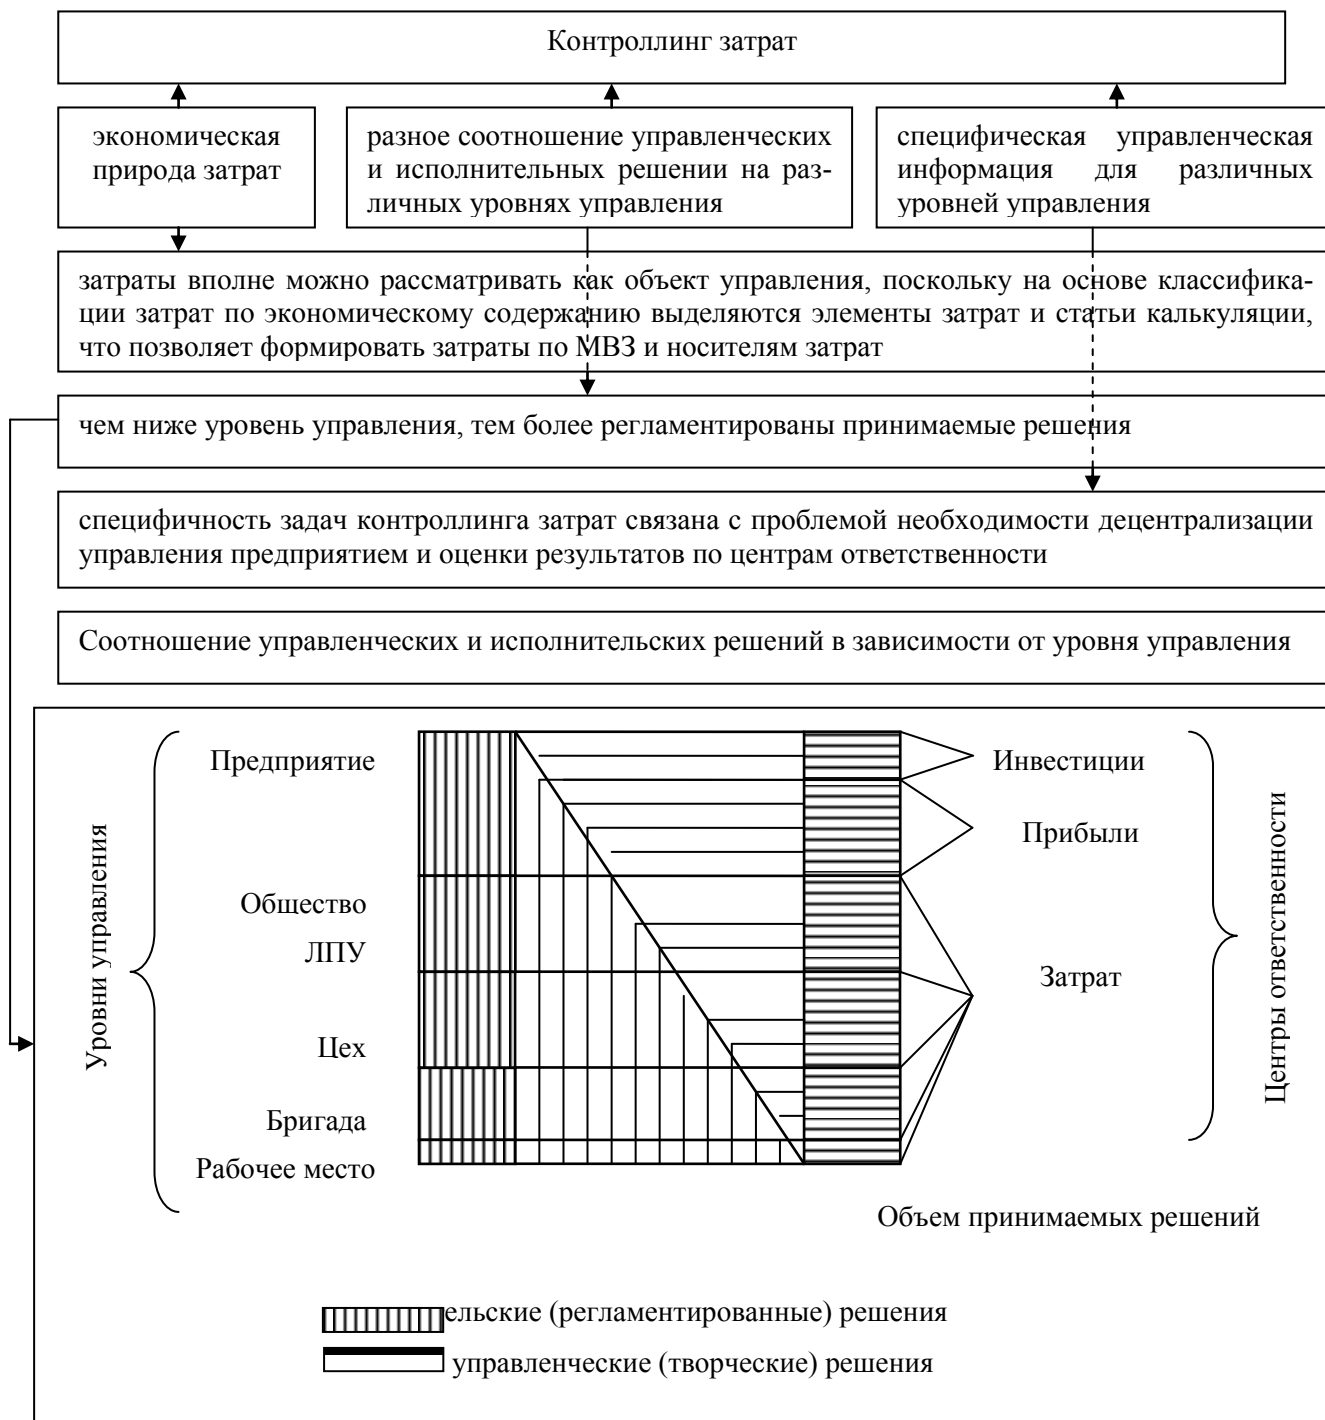 Контроллинг затрат
экономическая
природа затрат
разное соотношение управленческих
и исполнительных решении на раз-
личных уровнях управления
специфическая управленческая
информация для различных
уровней управления
затраты вполне можно рассматривать как объект управления, поскольку на основе классифика-
ции затрат по экономическому содержанию выделяются элементы затрат и статьи калькуляции,
что позволяет формировать затраты по МВЗ и носителям затрат
чем ниже уровень управления, тем более регламентированы принимаемые решения
специфичность задач контроллинга затрат связана с проблемой необходимости децентрализации
управления предприятием и оценки результатов по центрам ответственности
Соотношение управленческих и исполнительских решений в зависимости от уровня управления
Уровни управления
Предприятие
Общество
ЛПУ
Цех
Бригада
Рабочее место
Инвестиции
Прибыли
Затрат
Центры ответственности
Объем принимаемых решений
ельские (регламентированные) решения
управленческие (творческие) решения